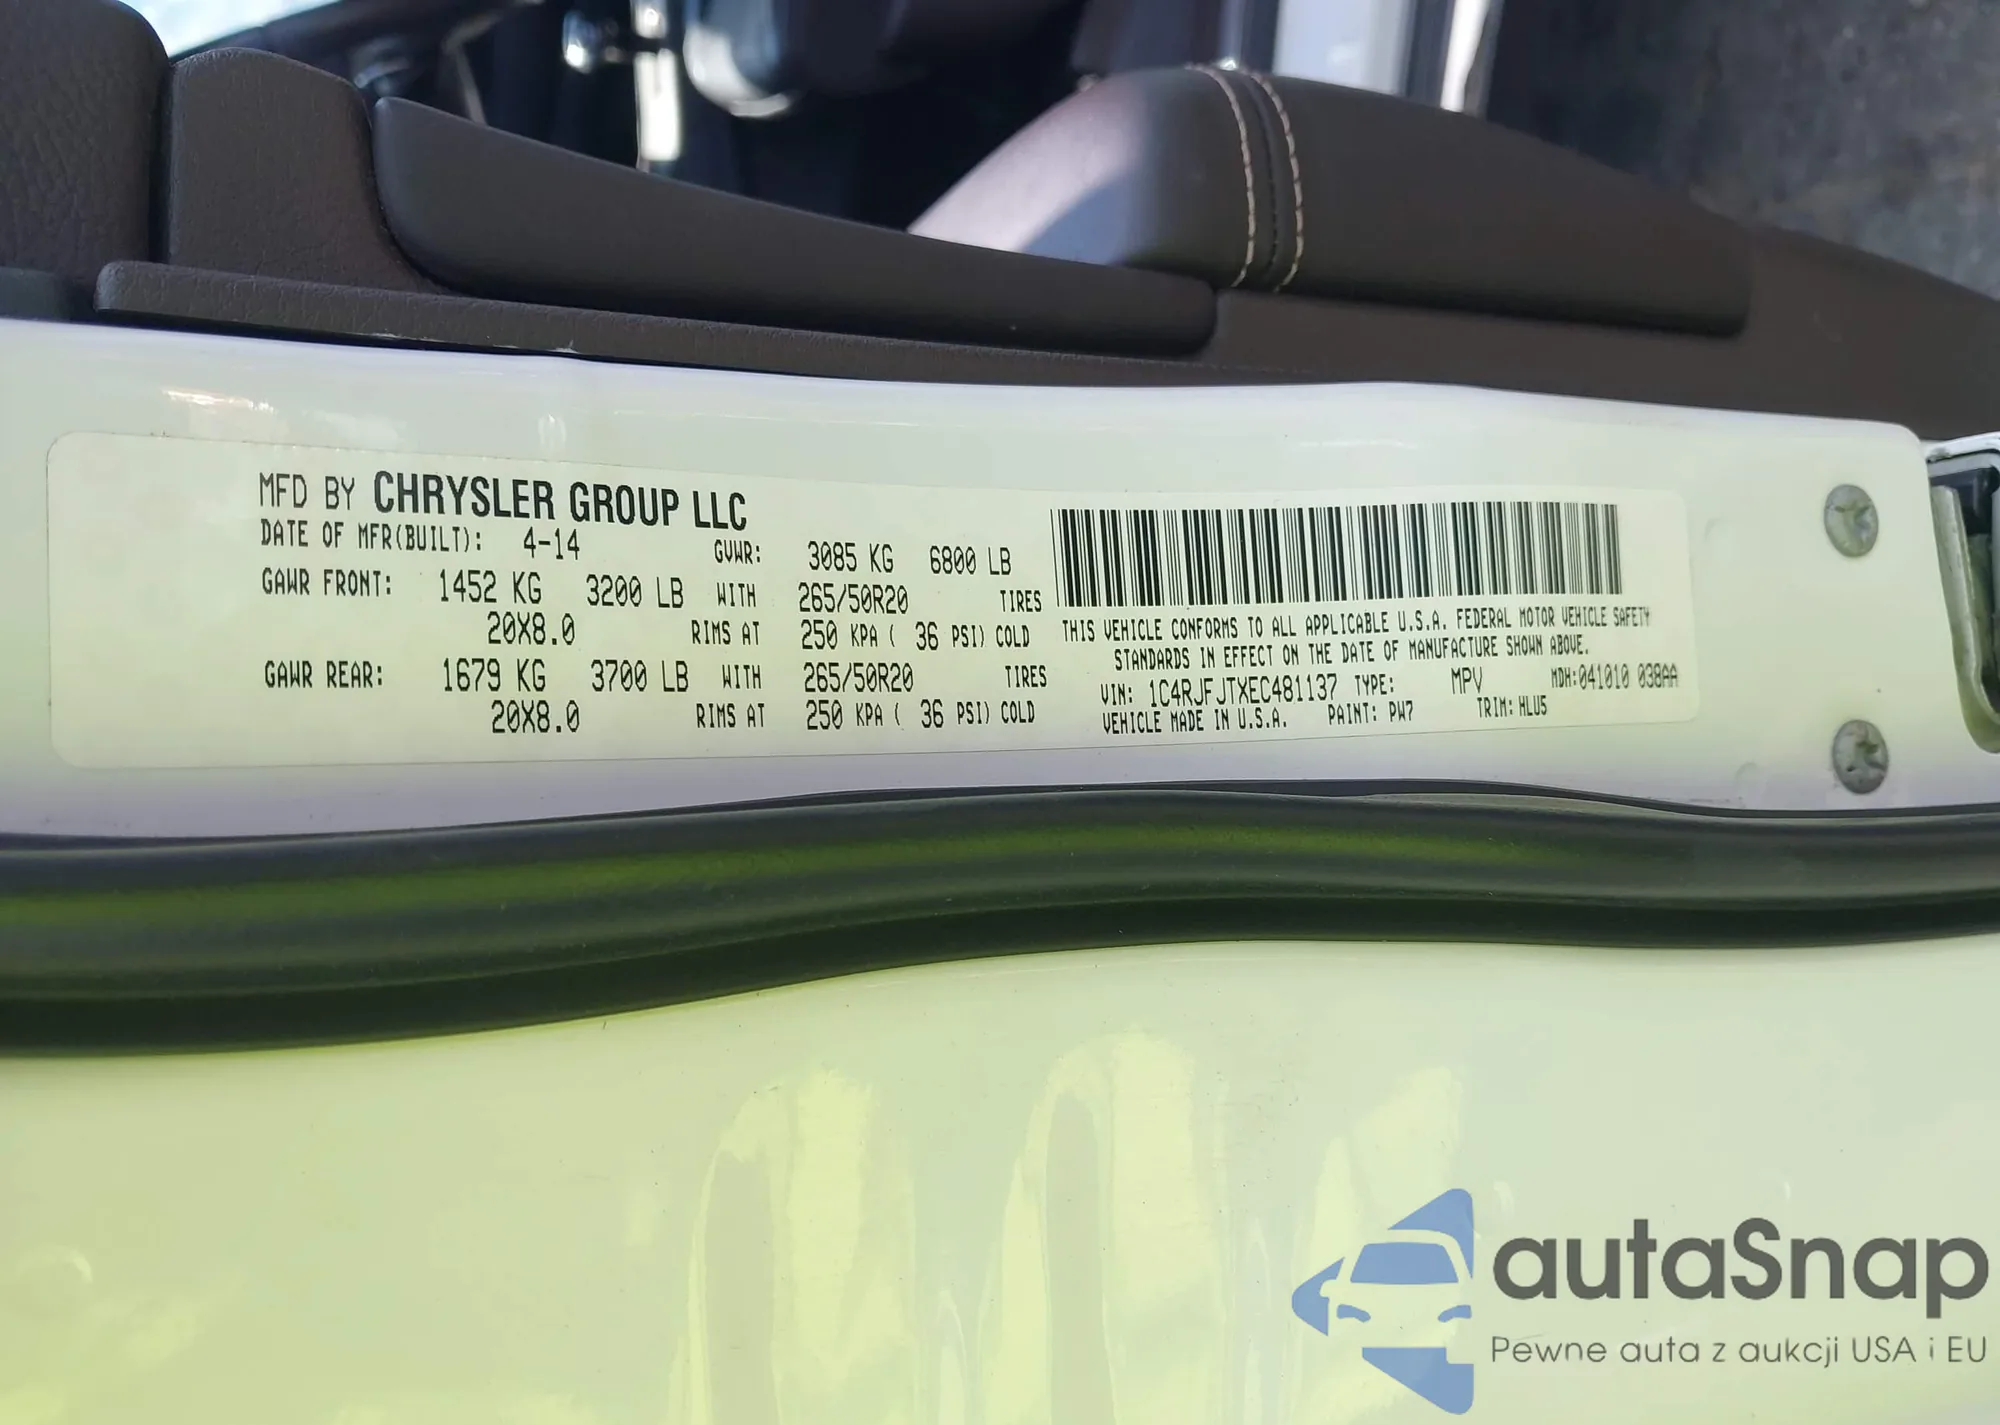 MFD BY CHRYSLER GROUP LLC
DATE OF MFR(BUILT): 4-14 GVWR: 3085 KG 6800 LB
GAWR FRONT: 1452 KG 3200 LB WITH 265/50R20 TIRES
20X8.0 RIMS AT 250 KPA ( 36 PSI) COLD
GAWR REAR: 1679 KG 3700 LB WITH 265/50R20 TIRES
20X8.0 RIMS AT 250 KPA ( 36 PSI) COLD
THIS VEHICLE CONFORMS TO ALL APPLICABLE U.S.A. FEDERAL MOTOR VEHICLE SAFETY
STANDARDS IN EFFECT ON THE DATE OF MANUFACTURE SHOWN ABOVE.
VIN: 1C4RJFJTXEC481137 TYPE: MPV MDH:041010 038AA
VEHICLE MADE IN U.S.A. PAINT: PW7 TRIM: HLU5
autaSnap
Pewne auta z aukcji USA i EU